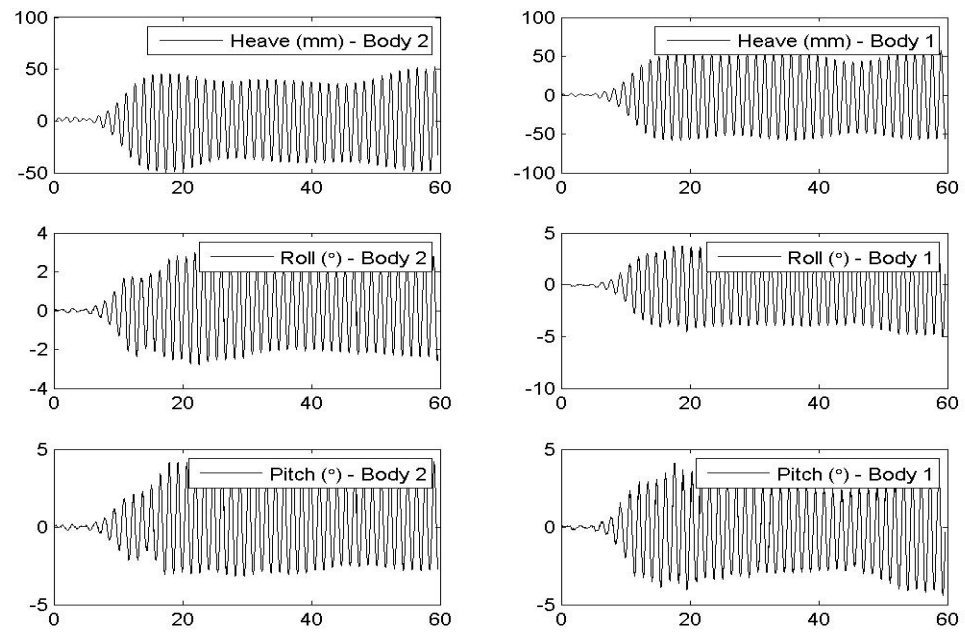 100
50
0
-50
0 20 40 60
Heave (mm) - Body 2
100
50
0
-50
-100
0 20 40 60
Heave (mm) - Body 1
4
2
0
-2
-4
0 20 40 60
Roll (°) - Body 2
5
0
-5
-10
0 20 40 60
Roll (°) - Body 1
5
0
-5
0 20 40 60
Pitch (°) - Body 2
5
0
-5
0 20 40 60
Pitch (°) - Body 1